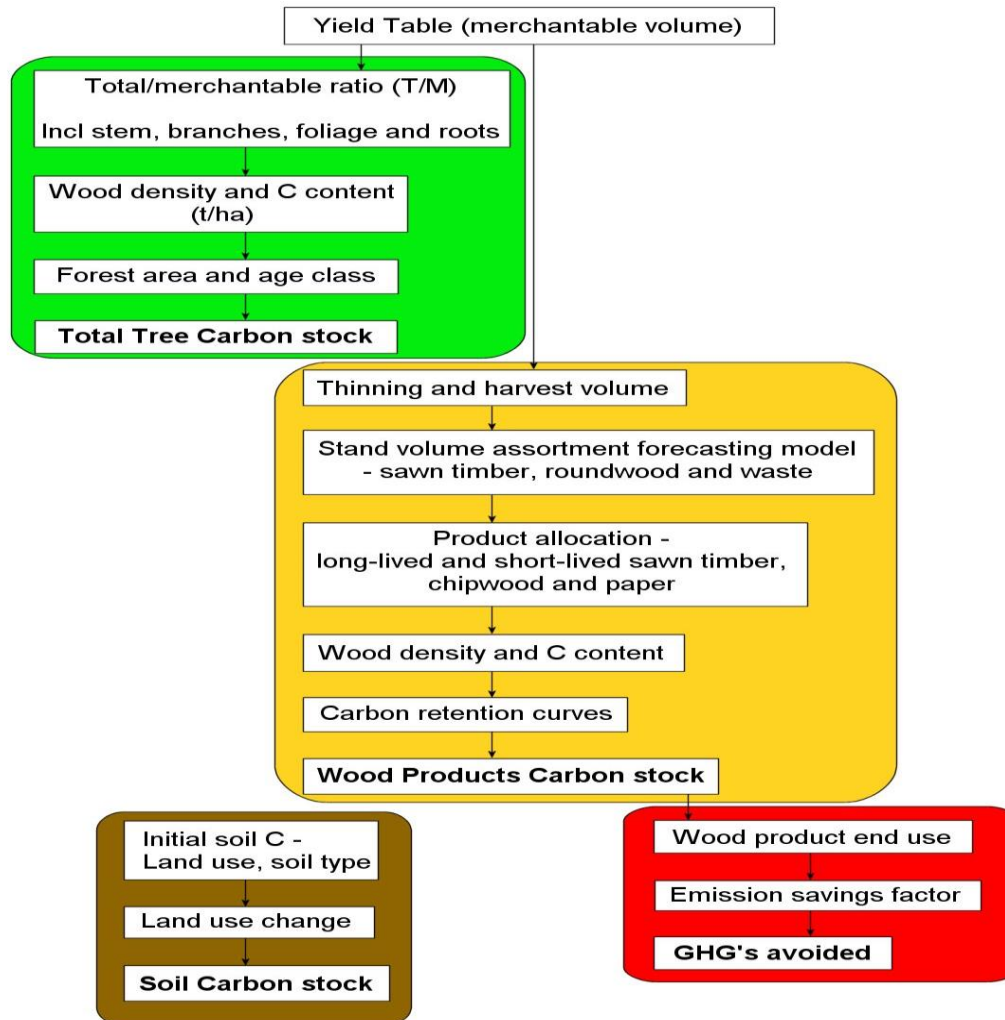 Yield Table (merchantable volume)
Total/merchantable ratio (T/M)
Incl stem, branches, foliage and roots
Wood density and C content
(t/ha)
Forest area and age class
Total Tree Carbon stock
Thinning and harvest volume
Stand volume assortment forecasting model
- sawn timber, roundwood and waste
Product allocation -
long-lived and short-lived sawn timber,
chipwood and paper
Wood density and C content
Carbon retention curves
Wood Products Carbon stock
Initial soil C -
Land use, soil type
Land use change
Soil Carbon stock
Wood product end use
Emission savings factor
GHG's avoided